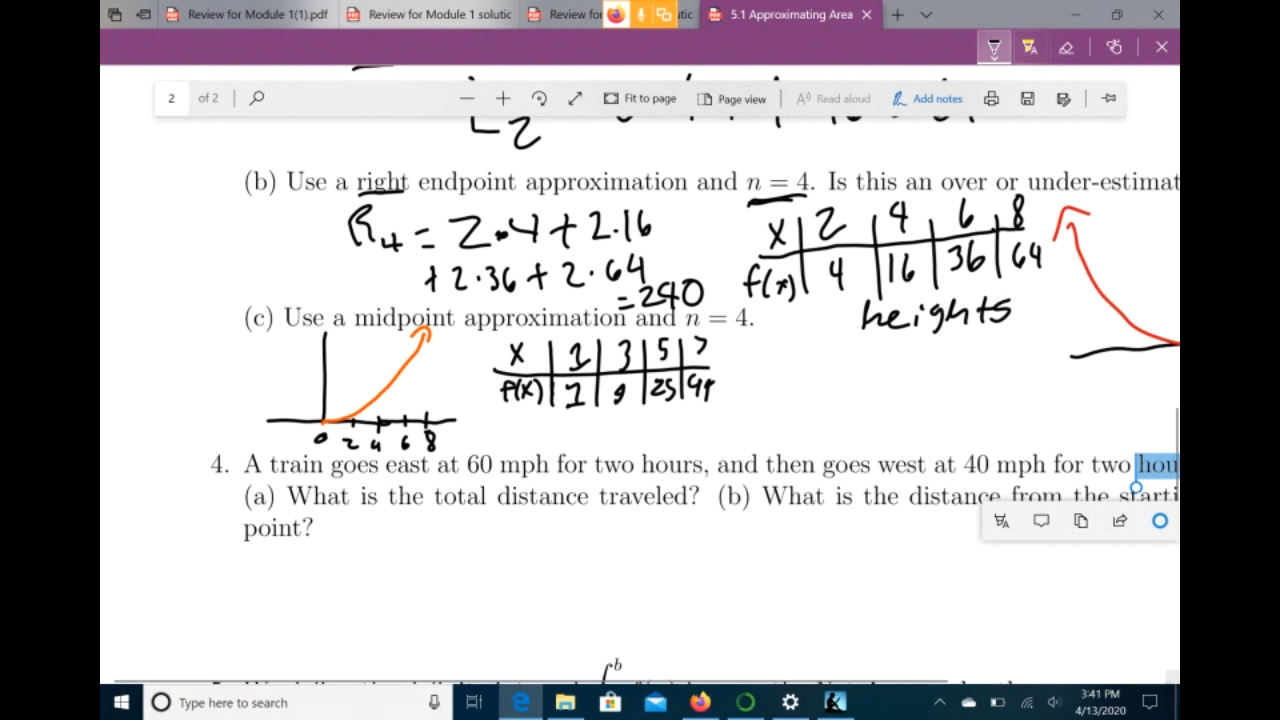 Review for Module 1(1).pdf
Review for Module 1 solutic
Review for
utic
5.1 Approximating Area
2 of 2
Fit to page
Page view
Read aloud
Add notes
(b) Use a right endpoint approximation and n = 4. Is this an over or under-estimat
R4 = 2·4 + 2·16
+ 2·36 + 2·64
= 240
x 2 4 6 8
f(x) 4 16 36 64
heights
(c) Use a midpoint approximation and n = 4.
x 1 3 5 7
f(x) 1 9 25 49
0 2 4 6 8
4. A train goes east at 60 mph for two hours, and then goes west at 40 mph for two hou
(a) What is the total distance traveled? (b) What is the distance from the starti
point?
Type here to search
3:41 PM
4/13/2020